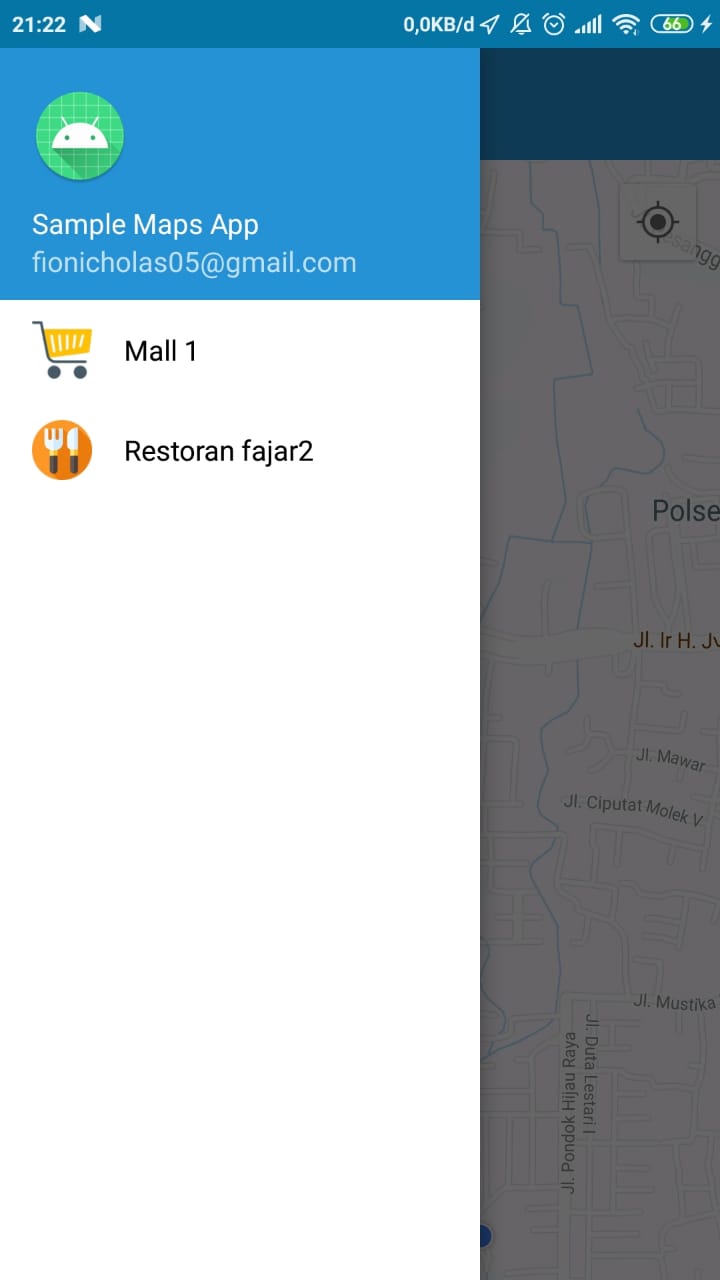 21:22 0,0KB/d 66
Sample Maps App
fionicholas05@gmail.com
Mall 1
Restoran fajar2
Polse
Jl. Ir H. Ju
Jl. Mawar
Jl. Ciputat Molek V
Jl. Mustika
Jl. Duta Lestari I
Jl. Pondok Hijau Raya